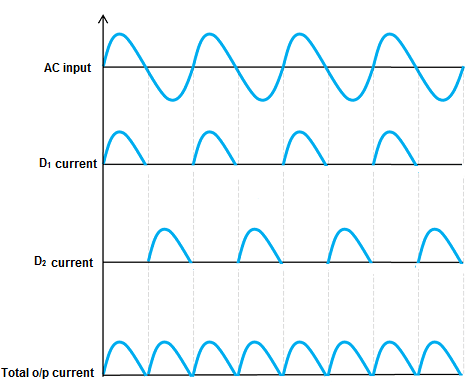 AC input
D₁ current
D₂ current
Total o/p current